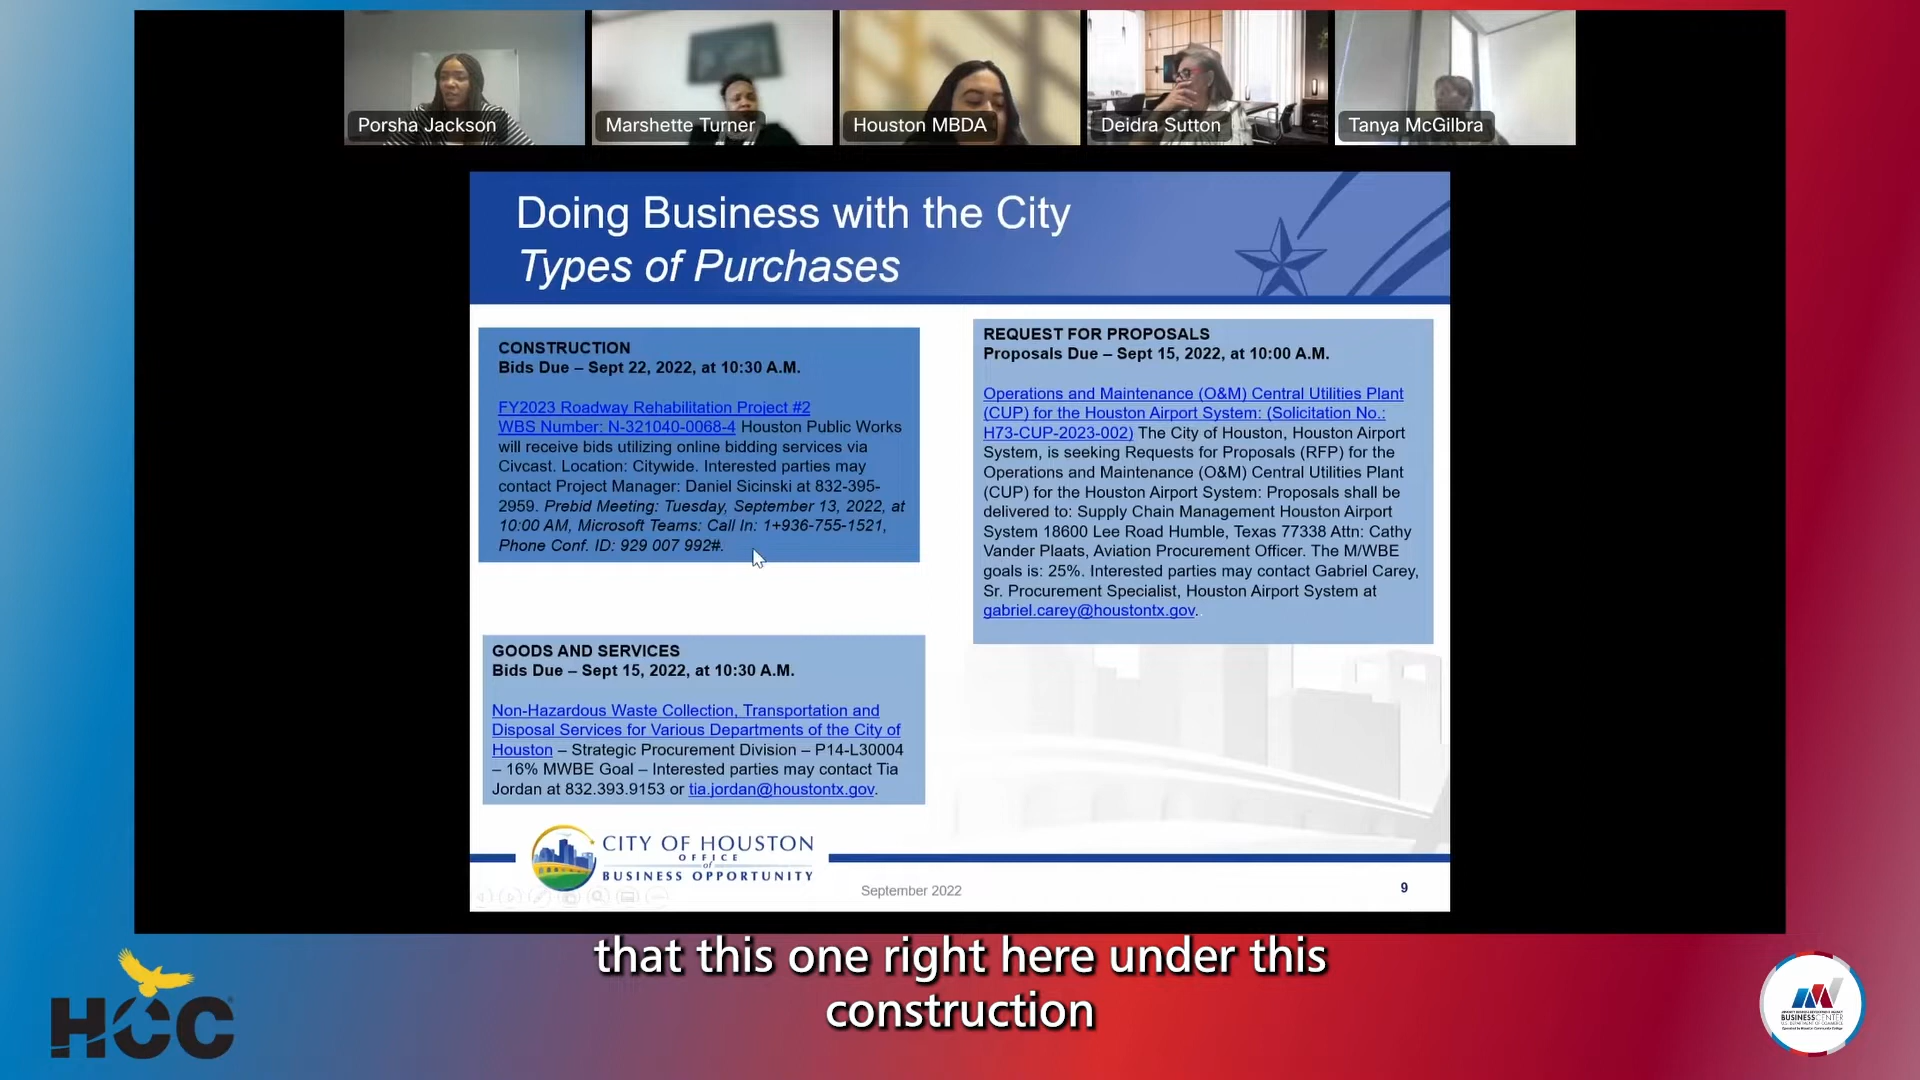 Porsha Jackson
Marshette Turner
Houston MBDA
Deidra Sutton
Tanya McGilbra
Doing Business with the City
Types of Purchases
CONSTRUCTION
Bids Due – Sept 22, 2022, at 10:30 A.M.
FY2023 Roadway Rehabilitation Project #2
WBS Number: N-321040-0068-4 Houston Public Works
will receive bids utilizing online bidding services via
Civcast. Location: Citywide. Interested parties may
contact Project Manager: Daniel Sicinski at 832-395-
2959. Prebid Meeting: Tuesday, September 13, 2022, at
10:00 AM, Microsoft Teams: Call In: 1+936-755-1521,
Phone Conf. ID: 929 007 992#.
GOODS AND SERVICES
Bids Due – Sept 15, 2022, at 10:30 A.M.
Non-Hazardous Waste Collection, Transportation and
Disposal Services for Various Departments of the City of
Houston – Strategic Procurement Division – P14-L30004
– 16% MWBE Goal – Interested parties may contact Tia
Jordan at 832.393.9153 or tia.jordan@houstontx.gov.
REQUEST FOR PROPOSALS
Proposals Due – Sept 15, 2022, at 10:00 A.M.
Operations and Maintenance (O&M) Central Utilities Plant
(CUP) for the Houston Airport System: (Solicitation No.:
H73-CUP-2023-002) The City of Houston, Houston Airport
System, is seeking Requests for Proposals (RFP) for the
Operations and Maintenance (O&M) Central Utilities Plant
(CUP) for the Houston Airport System: Proposals shall be
delivered to: Supply Chain Management Houston Airport
System 18600 Lee Road Humble, Texas 77338 Attn: Cathy
Vander Plaats, Aviation Procurement Officer. The M/WBE
goals is: 25%. Interested parties may contact Gabriel Carey,
Sr. Procurement Specialist, Houston Airport System at
gabriel.carey@houstontx.gov.
CITY OF HOUSTON
OFFICE
of
BUSINESS OPPORTUNITY
September 2022
9
that this one right here under this
construction
HCC
BUSINESS CENTER